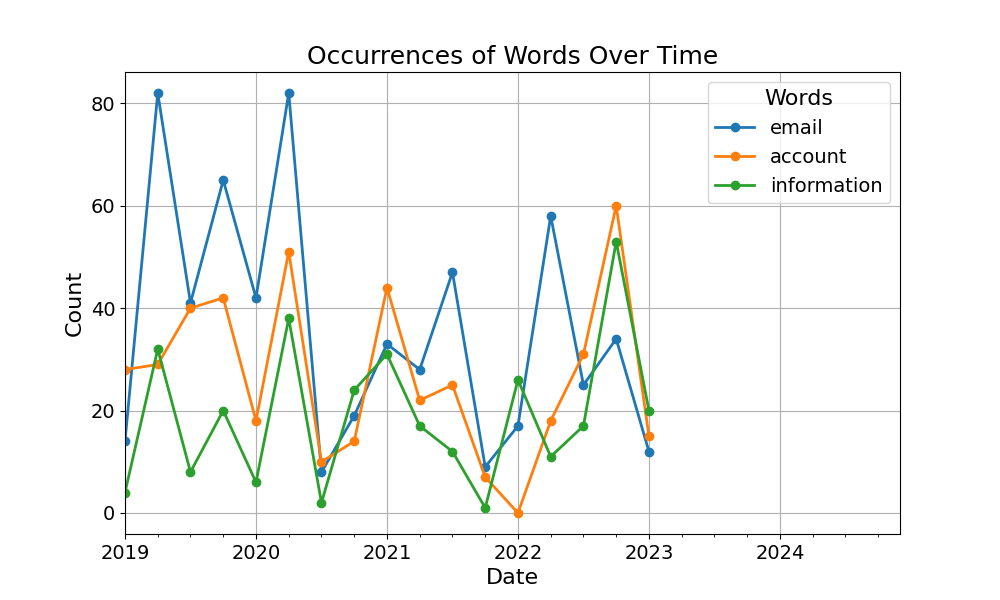 Occurrences of Words Over Time
Words
email
account
information
80
60
40
20
0
Count
2019 2020 2021 2022 2023 2024
Date